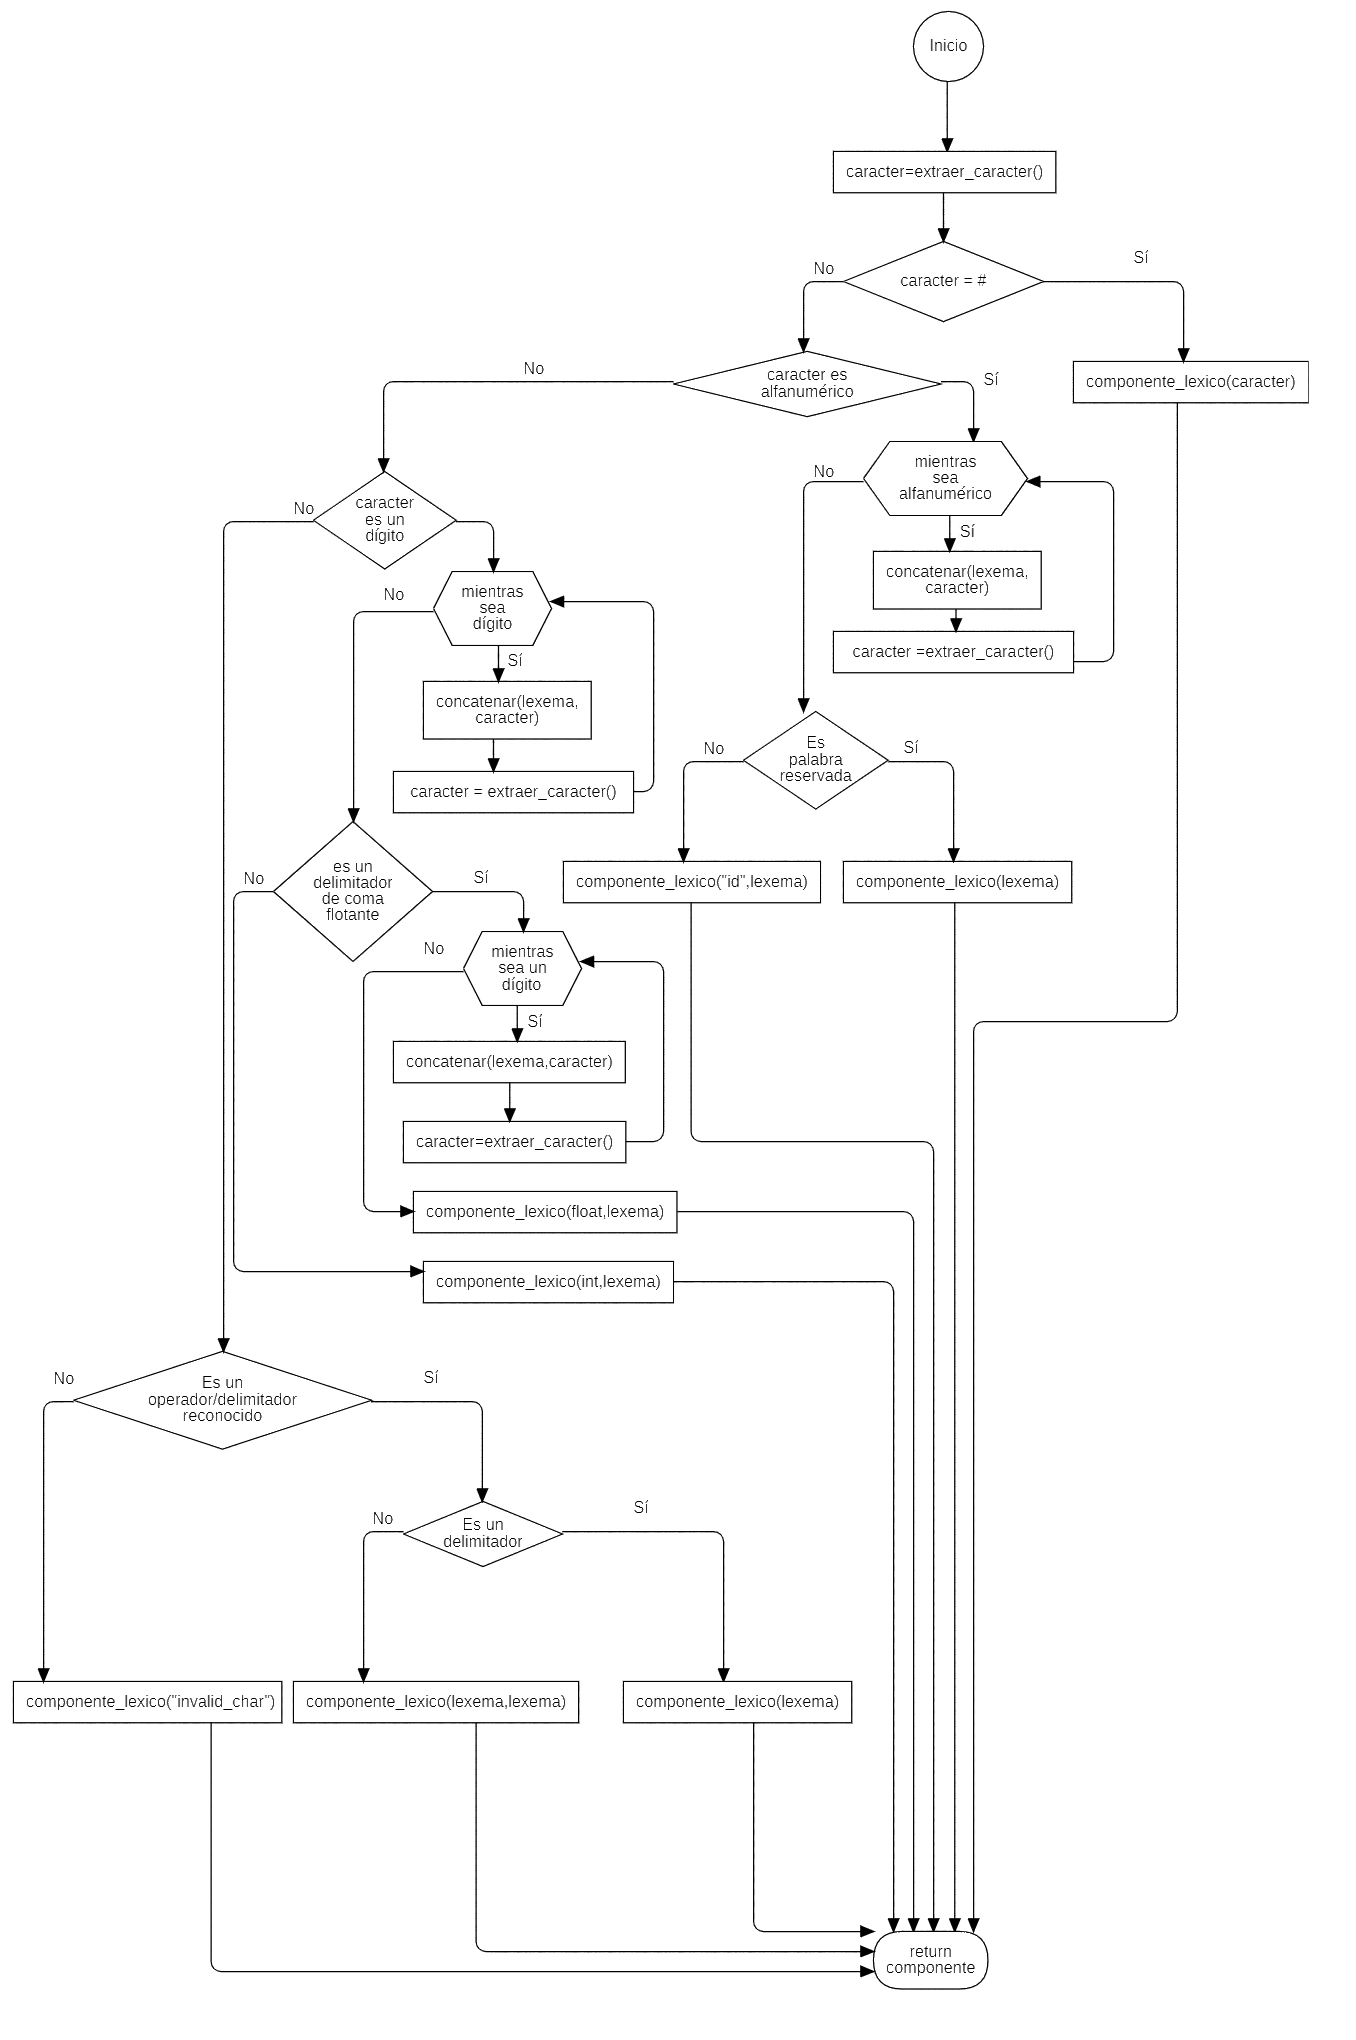 Inicio
caracter=extraer_caracter()
Sí
No
caracter = #
No
caracter es
alfanumérico
Sí
componente_lexico(caracter)
No
mientras
sea
alfanumérico
No
caracter
es un
dígito
Sí
concatenar(lexema,
caracter)
No
mientras
sea
dígito
caracter =extraer_caracter()
Sí
concatenar(lexema,
caracter)
No
Es
palabra
reservada
Sí
caracter = extraer_caracter()
No
es un
delimitador
de coma
flotante
Sí
componente_lexico("id",lexema)
componente_lexico(lexema)
No
mientras
sea un
dígito
Sí
concatenar(lexema,caracter)
caracter=extraer_caracter()
componente_lexico(float,lexema)
componente_lexico(int,lexema)
No
Es un
operador/delimitador
reconocido
Sí
No
Es un
delimitador
Sí
componente_lexico("invalid_char")
componente_lexico(lexema,lexema)
componente_lexico(lexema)
return
componente